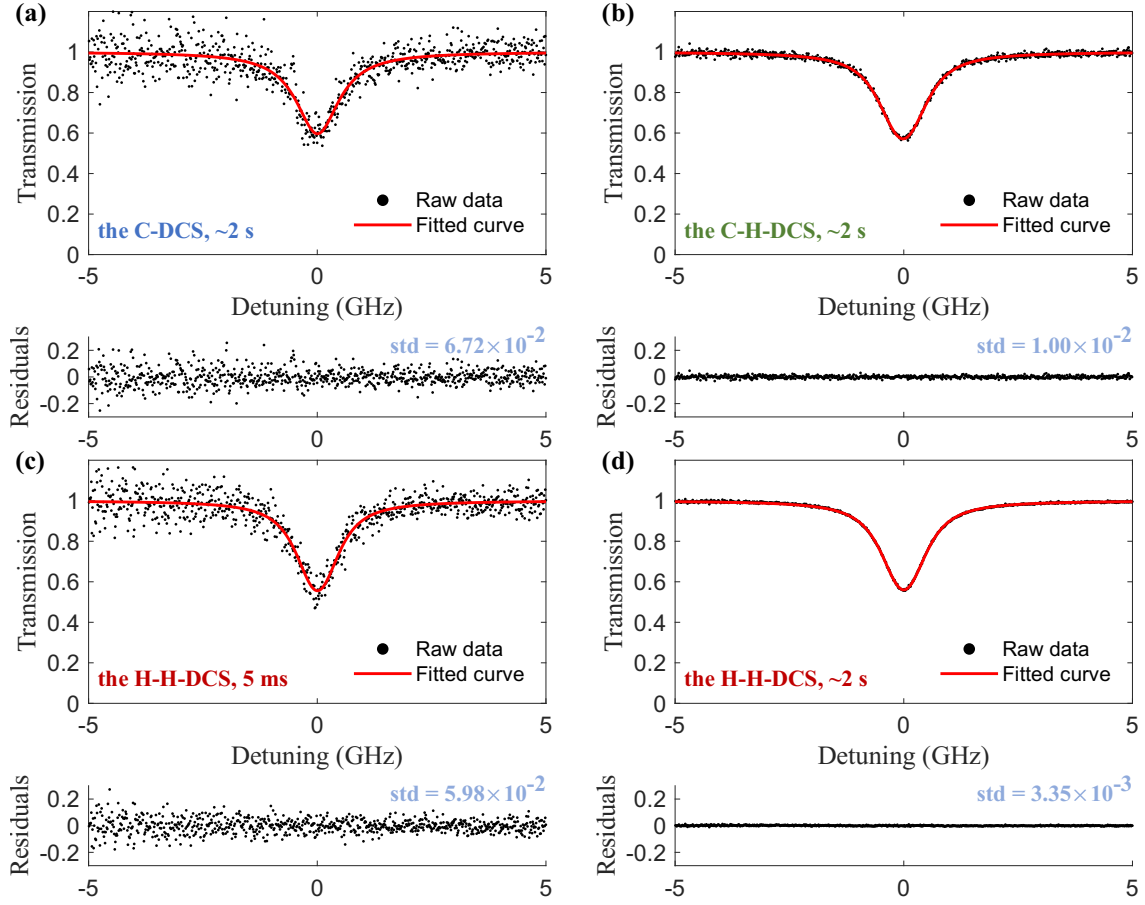 (a)
1
0.8
0.6
0.4
0.2
0
Transmission
Raw data
Fitted curve
the C-DCS, ~2 s
-5 0 5
Detuning (GHz)
Residuals
0.2
0
-0.2
std = 6.72×10^-2
-5 0 5
(b)
1
0.8
0.6
0.4
0.2
0
Transmission
Raw data
Fitted curve
the C-H-DCS, ~2 s
-5 0 5
Detuning (GHz)
Residuals
0.2
0
-0.2
std = 1.00×10^-2
-5 0 5
(c)
1
0.8
0.6
0.4
0.2
0
Transmission
Raw data
Fitted curve
the H-H-DCS, 5 ms
-5 0 5
Detuning (GHz)
Residuals
0.2
0
-0.2
std = 5.98×10^-2
-5 0 5
(d)
1
0.8
0.6
0.4
0.2
0
Transmission
Raw data
Fitted curve
the H-H-DCS, ~2 s
-5 0 5
Detuning (GHz)
Residuals
0.2
0
-0.2
std = 3.35×10^-3
-5 0 5